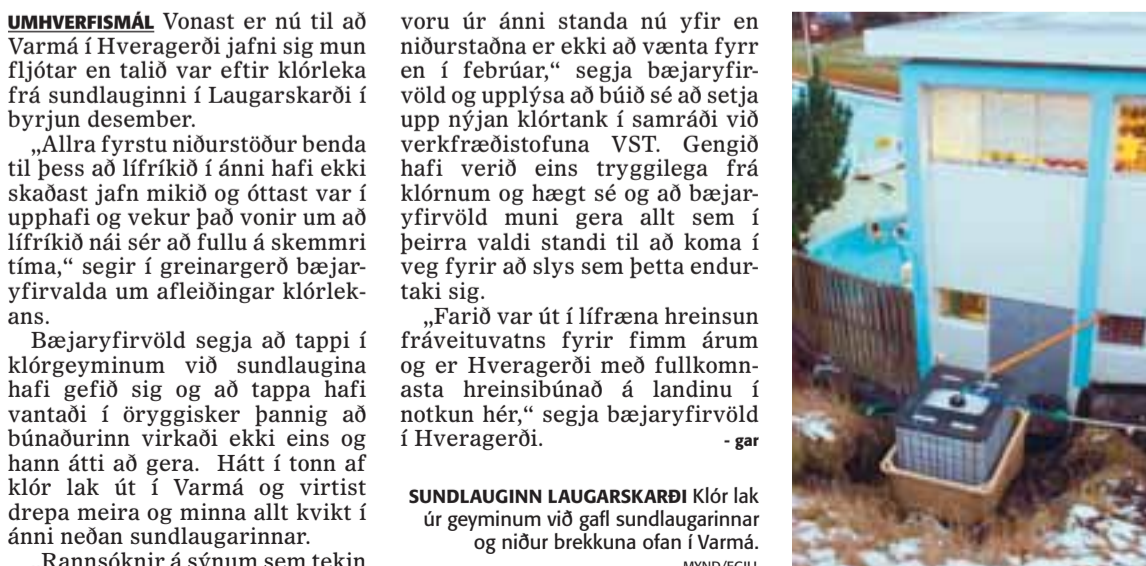 UMHVERFISMÁL Vonast er nú til að
Varmá í Hveragerði jafni sig mun
fljótar en talið var eftir klórleka
frá sundlauginni í Laugarskarði í
byrjun desember.
„Allra fyrstu niðurstöður benda
til þess að lífríkið í ánni hafi ekki
skaðast jafn mikið og óttast var í
upphafi og vekur það vonir um að
lífríkið nái sér að fullu á skemmri
tíma,“ segir í greinargerð bæjar-
yfirvalda um afleiðingar klórlek-
ans.
Bæjaryfirvöld segja að tappi í
klórgeyminum við sundlaugina
hafi gefið sig og að tappa hafi
vantaði í öryggisker þannig að
búnaðurinn virkaði ekki eins og
hann átti að gera. Hátt í tonn af
klór lak út í Varmá og virtist
drepa meira og minna allt kvikt í
ánni neðan sundlaugarinnar.
„Rannsóknir á sýnum sem tekin
voru úr ánni standa nú yfir en
niðurstaðna er ekki að vænta fyrr
en í febrúar,“ segja bæjaryfir-
völd og upplýsa að búið sé að setja
upp nýjan klórtank í samráði við
verkfræðistofuna VST. Gengið
hafi verið eins tryggilega frá
klórnum og hægt sé og að bæjar-
yfirvöld muni gera allt sem í
þeirra valdi standi til að koma í
veg fyrir að slys sem þetta endur-
taki sig.
„Farið var út í lífræna hreinsun
fráveituvatns fyrir fimm árum
og er Hveragerði með fullkomn-
asta hreinsibúnað á landinu í
notkun hér,“ segja bæjaryfirvöld
í Hveragerði. - gar
SUNDLAUGINN LAUGARSKARÐI Klór lak
úr geyminum við gafl sundlaugarinnar
og niður brekkuna ofan í Varmá.
MYND/EGILL